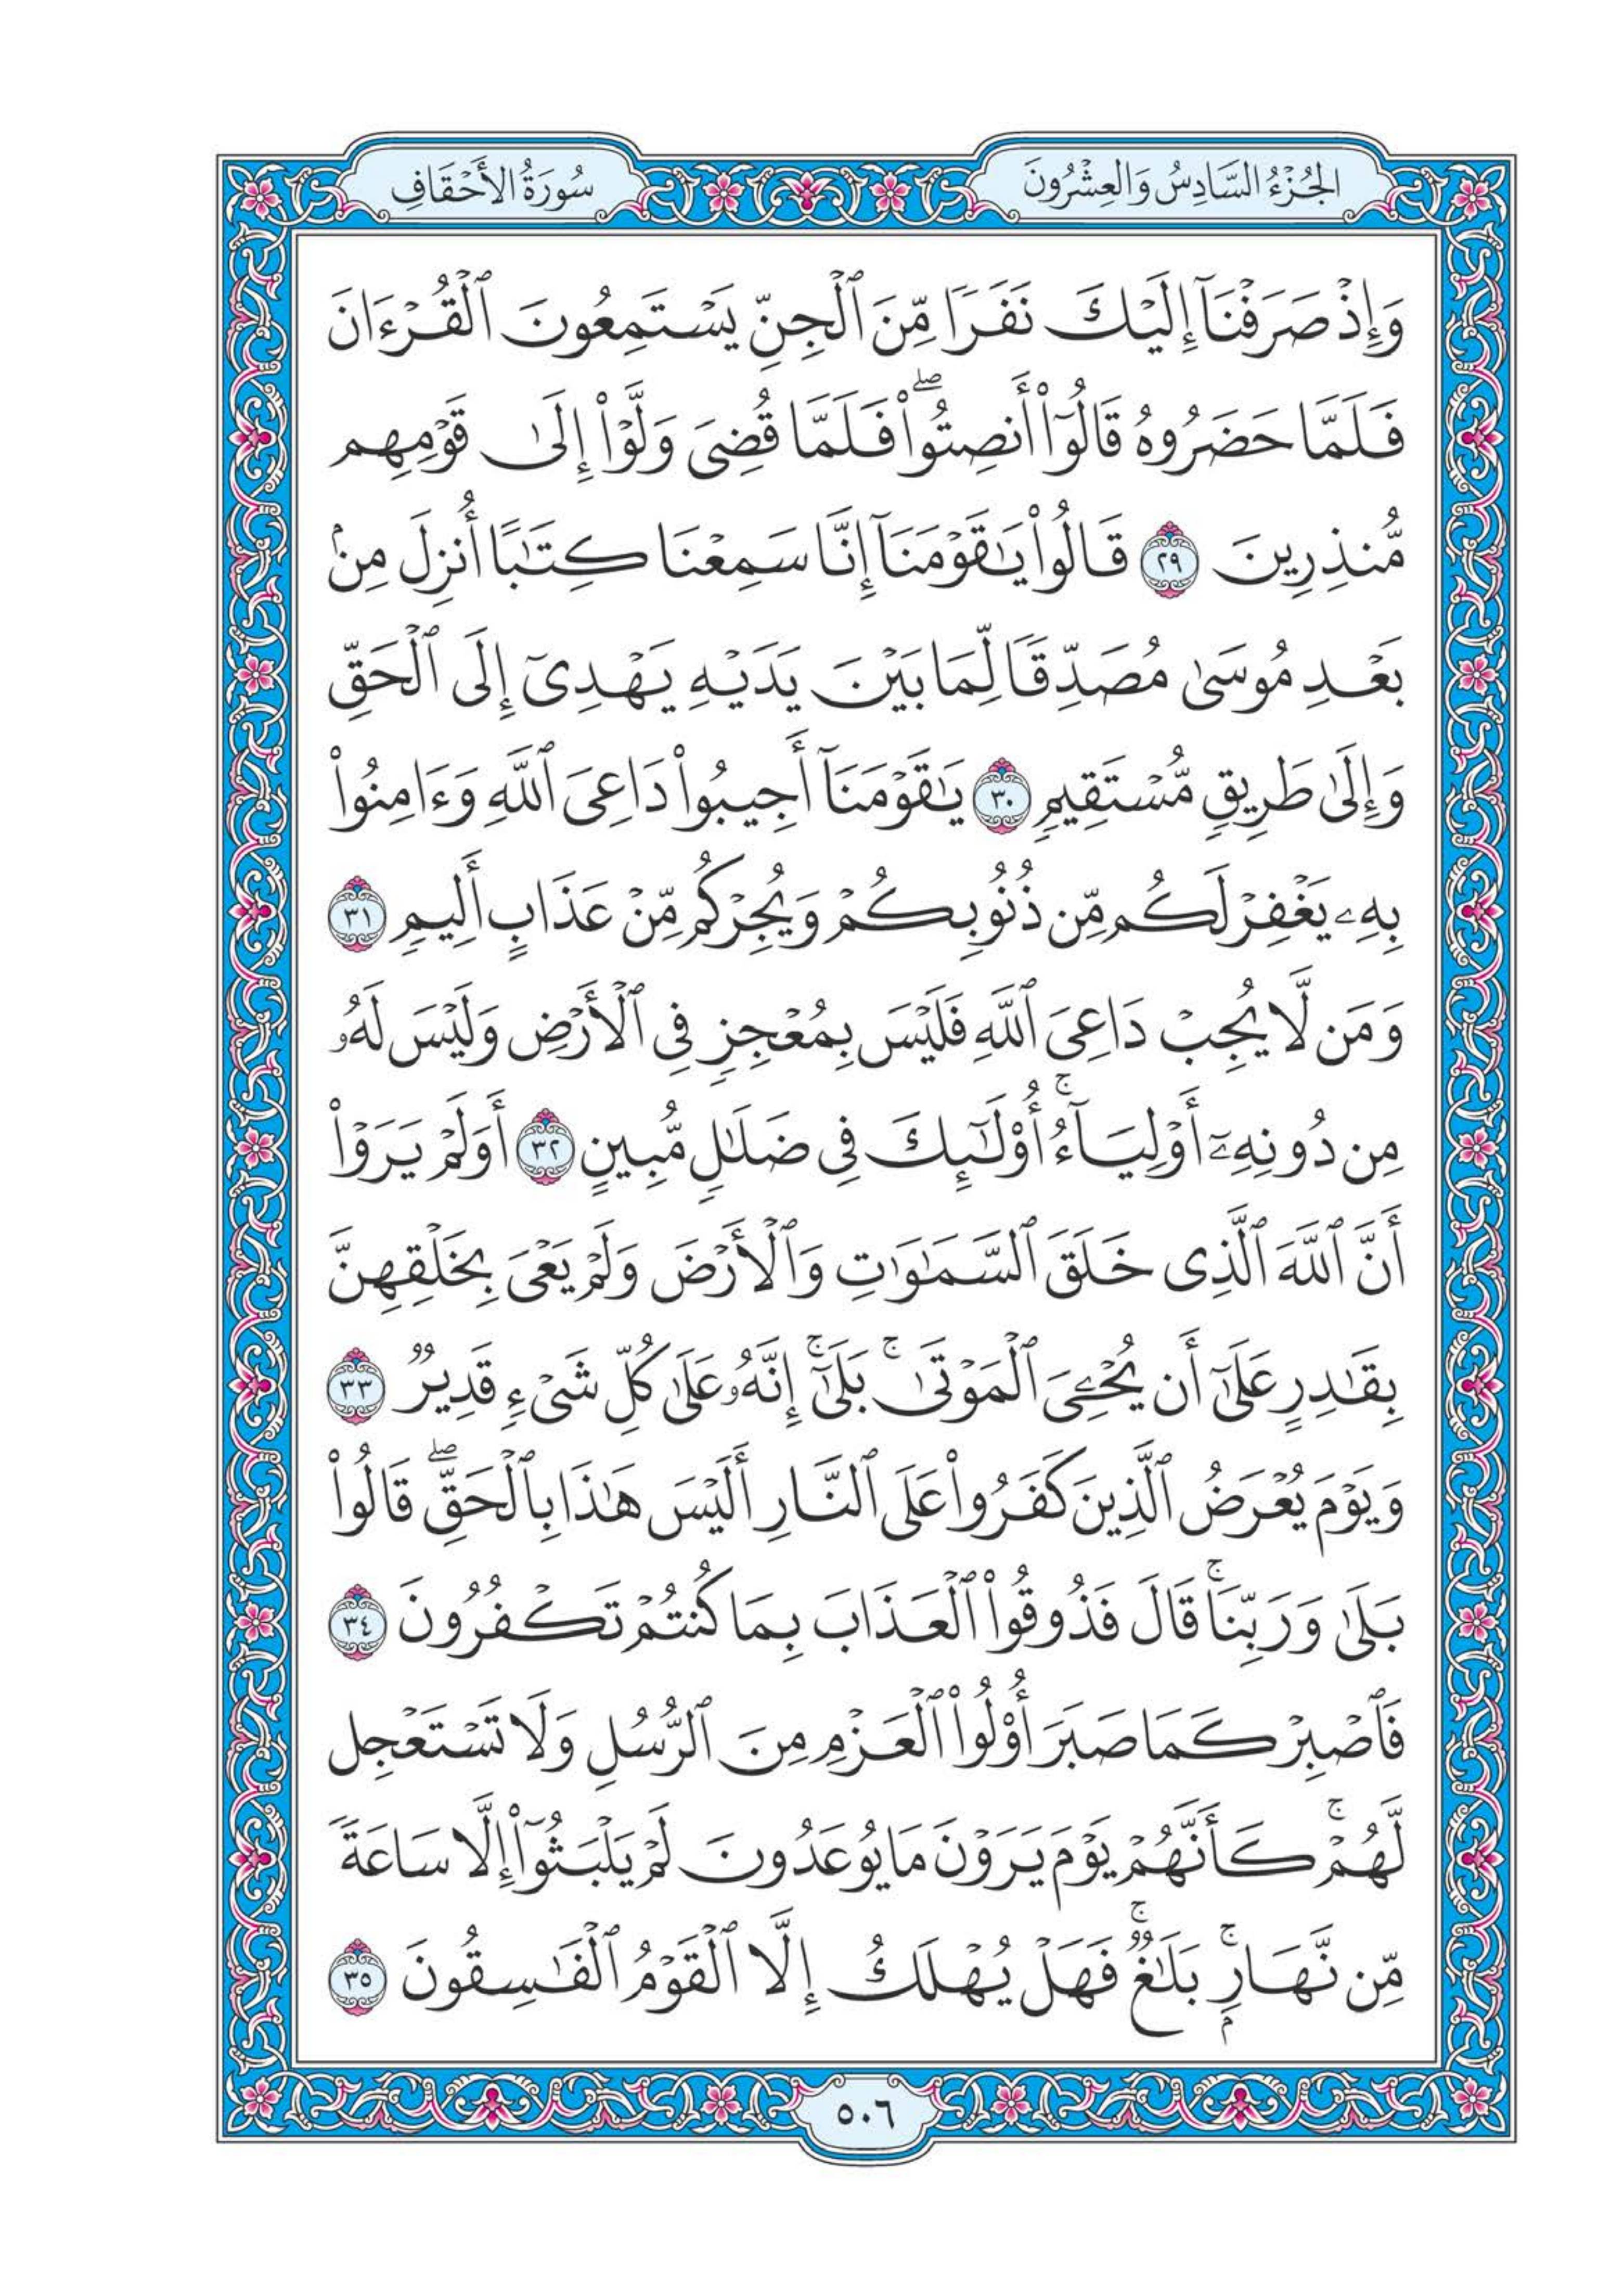 الجُزْءُ السَّادِسُ وَالعِشْرُونَ
سُورَةُ الأَحْقَافِ
وَإِذْ صَرَفْنَآ إِلَيْكَ نَفَرًا مِّنَ ٱلْجِنِّ يَسْتَمِعُونَ ٱلْقُرْءَانَ
فَلَمَّا حَضَرُوهُ قَالُوٓا۟ أَنصِتُوا۟ ۖ فَلَمَّا قُضِىَ وَلَّوْا۟ إِلَىٰ قَوْمِهِم
مُّنذِرِينَ ٢٩ قَالُوا۟ يَٰقَوْمَنَآ إِنَّا سَمِعْنَا كِتَٰبًا أُنزِلَ مِنۢ
بَعْدِ مُوسَىٰ مُصَدِّقًا لِّمَا بَيْنَ يَدَيْهِ يَهْدِىٓ إِلَى ٱلْحَقِّ
وَإِلَىٰ طَرِيقٍ مُّسْتَقِيمٍ ٣٠ يَٰقَوْمَنَآ أَجِيبُوا۟ دَاعِىَ ٱللَّهِ وَءَامِنُوا۟
بِهِۦ يَغْفِرْ لَكُم مِّن ذُنُوبِكُمْ وَيُجِرْكُم مِّنْ عَذَابٍ أَلِيمٍ ٣١
وَمَن لَّا يُجِبْ دَاعِىَ ٱللَّهِ فَلَيْسَ بِمُعْجِزٍ فِى ٱلْأَرْضِ وَلَيْسَ لَهُۥ
مِن دُونِهِۦٓ أَوْلِيَآءُ ۚ أُو۟لَٰٓئِكَ فِى ضَلَٰلٍ مُّبِينٍ ٣٢ أَوَلَمْ يَرَوْا۟
أَنَّ ٱللَّهَ ٱلَّذِى خَلَقَ ٱلسَّمَٰوَٰتِ وَٱلْأَرْضَ وَلَمْ يَعْىَ بِخَلْقِهِنَّ
بِقَٰدِرٍ عَلَىٰٓ أَن يُحْۦِىَ ٱلْمَوْتَىٰ ۚ بَلَىٰٓ ۚ إِنَّهُۥ عَلَىٰ كُلِّ شَىْءٍ قَدِيرٌ ٣٣
وَيَوْمَ يُعْرَضُ ٱلَّذِينَ كَفَرُوا۟ عَلَى ٱلنَّارِ أَلَيْسَ هَٰذَا بِٱلْحَقِّ ۖ قَالُوا۟
بَلَىٰ وَرَبِّنَا ۚ قَالَ فَذُوقُوا۟ ٱلْعَذَابَ بِمَا كُنتُمْ تَكْفُرُونَ ٣٤
فَٱصْبِرْ كَمَا صَبَرَ أُو۟لُوا۟ ٱلْعَزْمِ مِنَ ٱلرُّسُلِ وَلَا تَسْتَعْجِل
لَّهُمْ ۚ كَأَنَّهُمْ يَوْمَ يَرَوْنَ مَا يُوعَدُونَ لَمْ يَلْبَثُوٓا۟ إِلَّا سَاعَةً
مِّن نَّهَارٍۭ ۚ بَلَٰغٌ ۚ فَهَلْ يُهْلَكُ إِلَّا ٱلْقَوْمُ ٱلْفَٰسِقُونَ ٣٥
٥٠٦